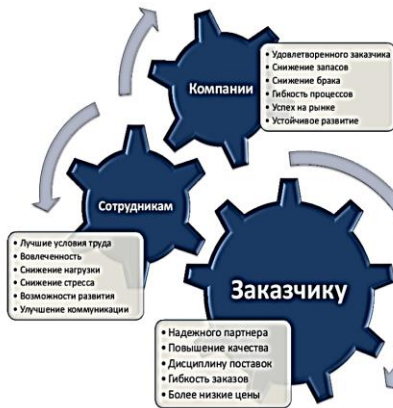 Компании
• Удовлетворенного заказчика
• Снижение запасов
• Снижение брака
• Гибкость процессов
• Успех на рынке
• Устойчивое развитие
Сотрудникам
• Лучшие условия труда
• Вовлеченность
• Снижение нагрузки
• Снижение стресса
• Возможности развития
• Улучшение коммуникации
Заказчику
• Надежного партнера
• Повышение качества
• Дисциплину поставок
• Гибкость заказов
• Более низкие цены